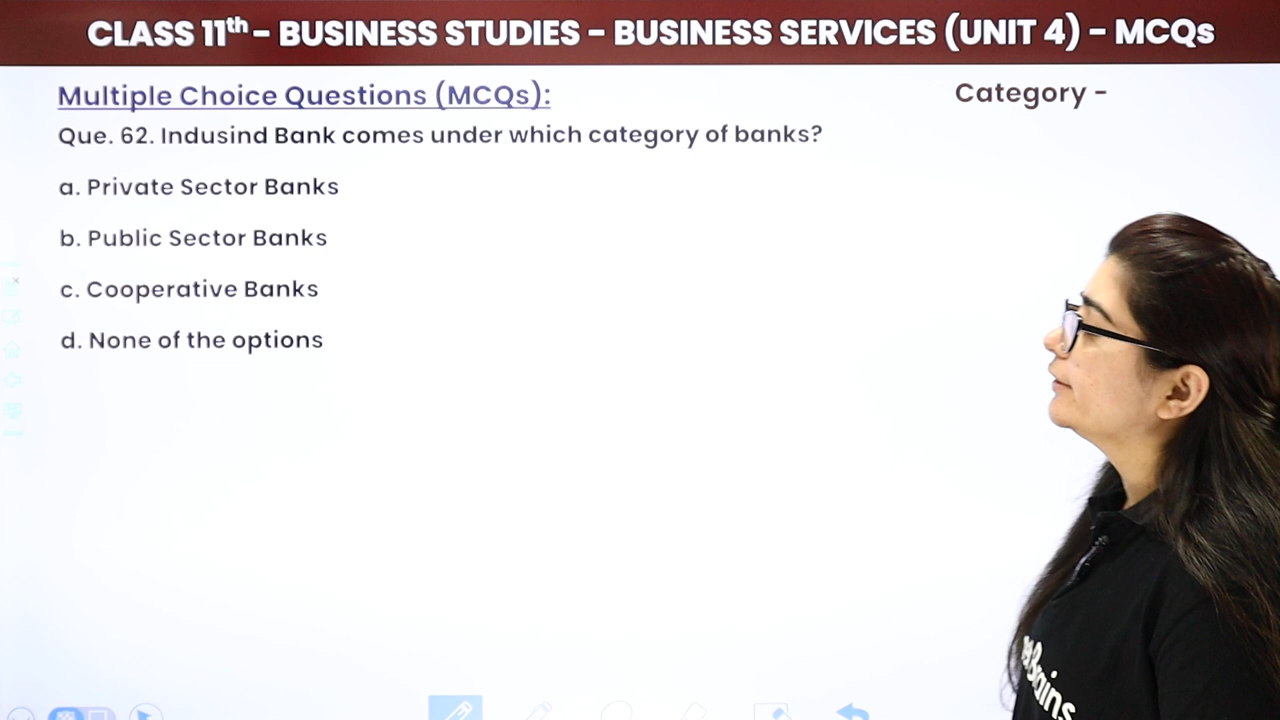 CLASS 11th - BUSINESS STUDIES - BUSINESS SERVICES (UNIT 4) - MCQs
Multiple Choice Questions (MCQs):
Category -
Que. 62. Indusind Bank comes under which category of banks?
a. Private Sector Banks
b. Public Sector Banks
c. Cooperative Banks
d. None of the options
Brains